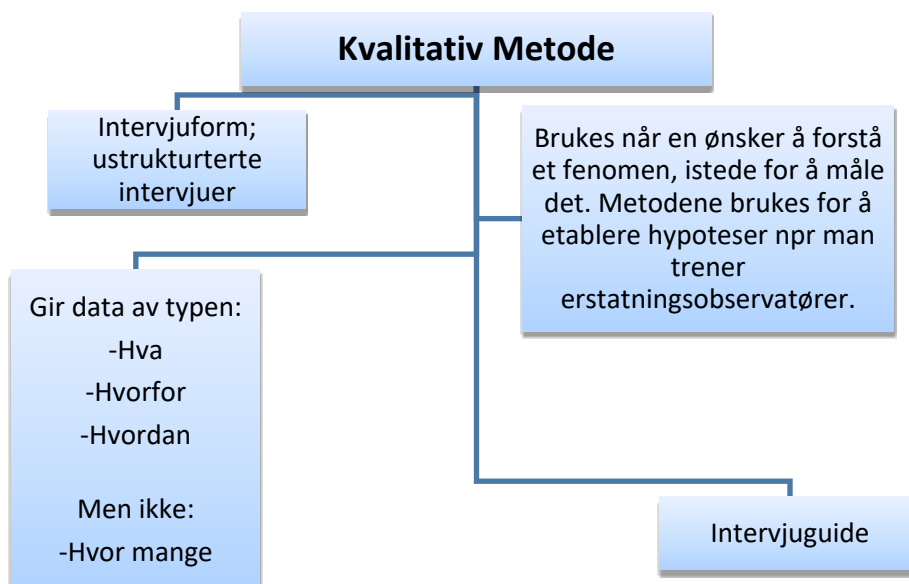 Kvalitativ Metode
Intervjuform;
ustrukturterte
intervjuer
Brukes når en ønsker å forstå
et fenomen, istede for å måle
det. Metodene brukes for å
etablere hypoteser npr man
trener
erstatningsobservatører.
Gir data av typen:
-Hva
-Hvorfor
-Hvordan
Men ikke:
-Hvor mange
Intervjuguide